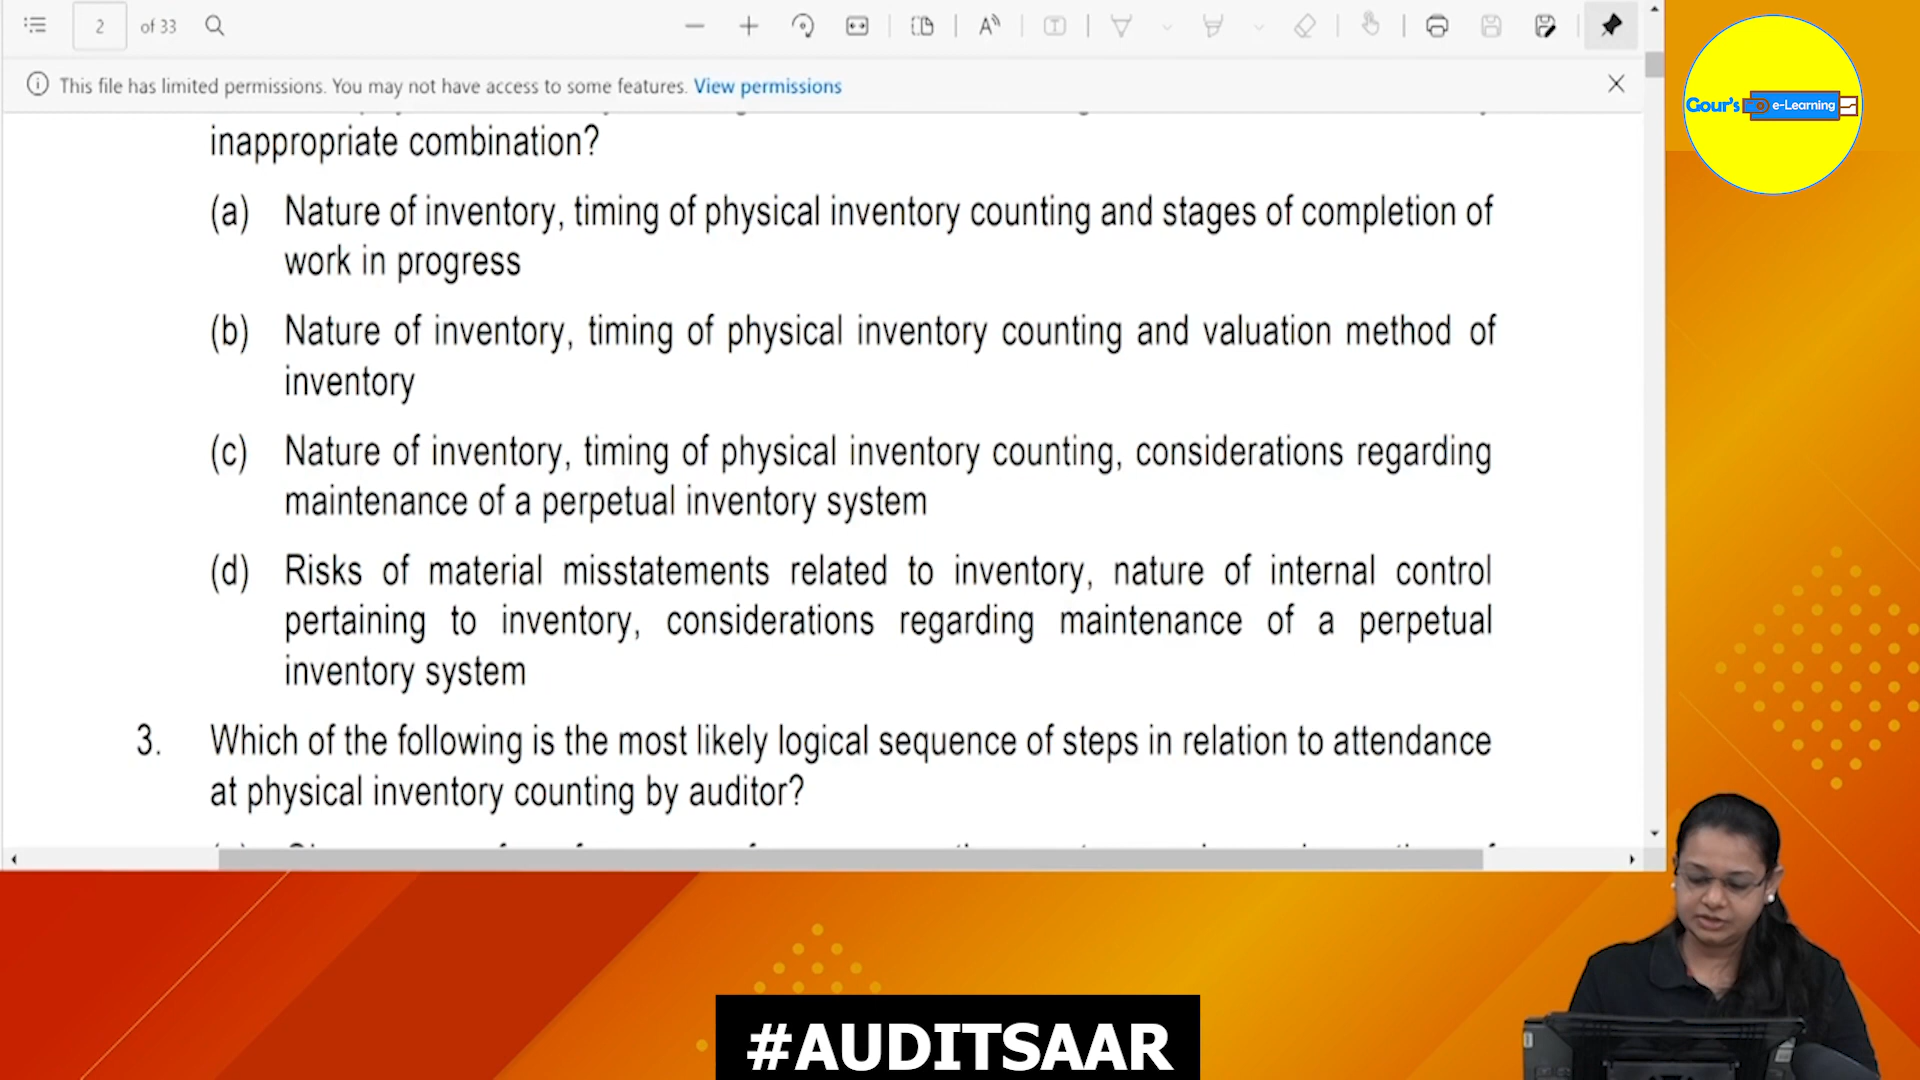 2 of 33
This file has limited permissions. You may not have access to some features. View permissions
Gour's e-Learning
inappropriate combination?
(a) Nature of inventory, timing of physical inventory counting and stages of completion of
work in progress
(b) Nature of inventory, timing of physical inventory counting and valuation method of
inventory
(c) Nature of inventory, timing of physical inventory counting, considerations regarding
maintenance of a perpetual inventory system
(d) Risks of material misstatements related to inventory, nature of internal control
pertaining to inventory, considerations regarding maintenance of a perpetual
inventory system
3. Which of the following is the most likely logical sequence of steps in relation to attendance
at physical inventory counting by auditor?
#AUDITSAAR